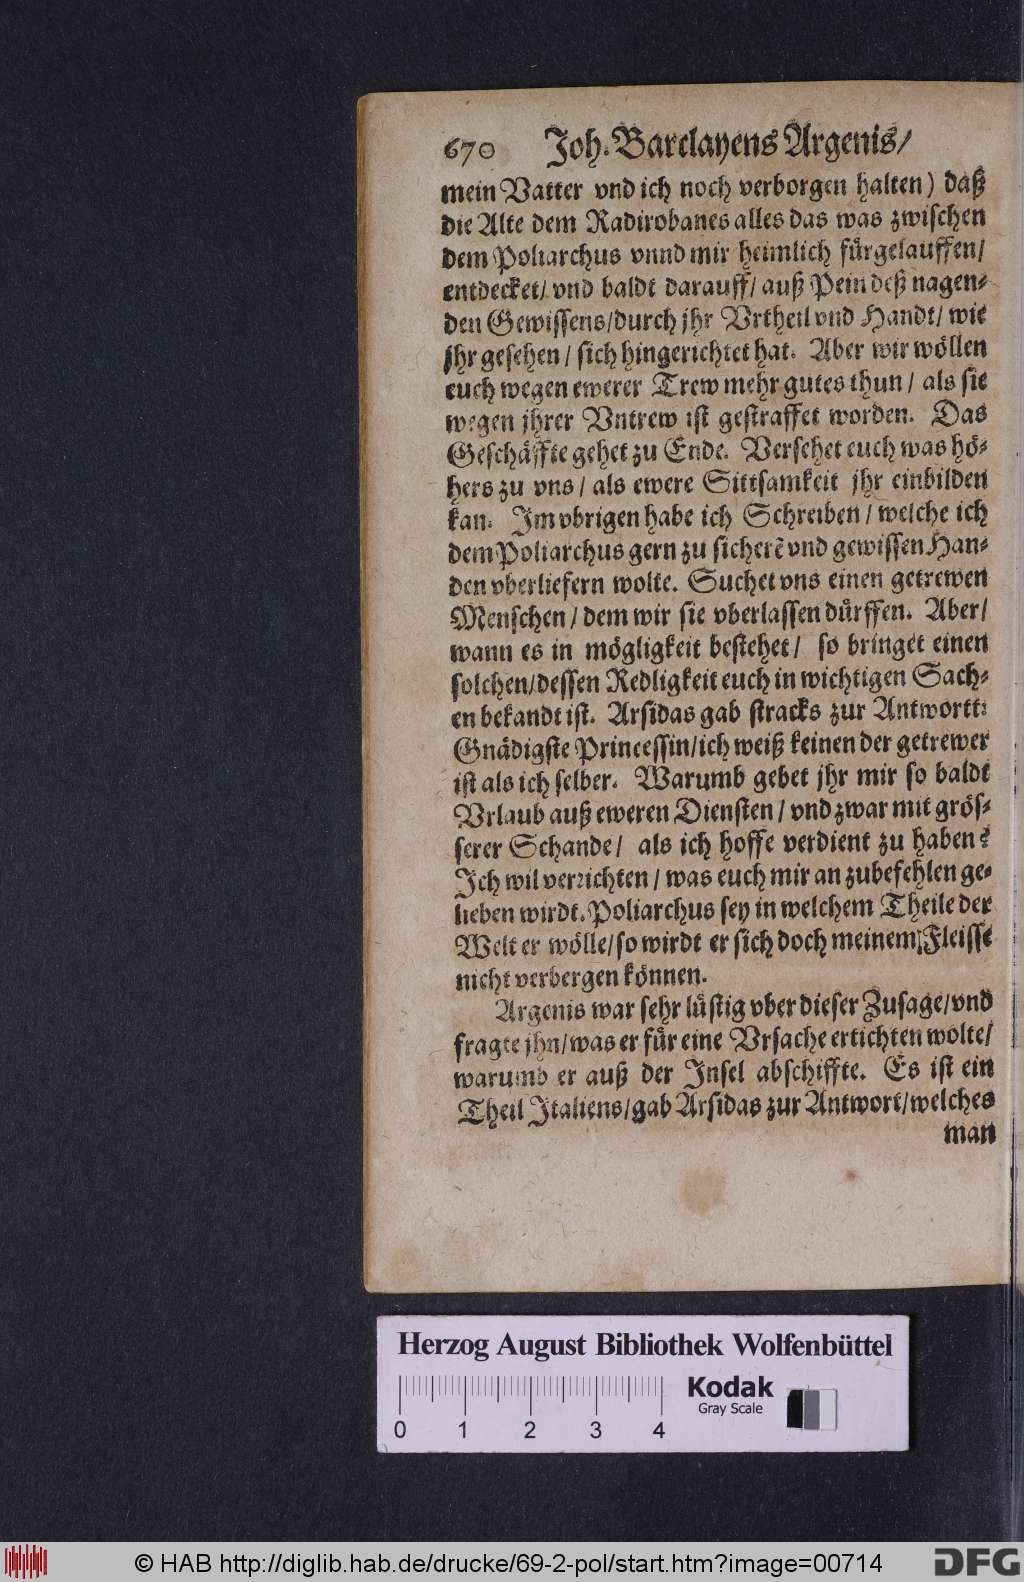 670 Joh. Barclayens Argenis/
mein Vatter vnd ich noch verborgen halten) daß
die Alte dem Radirobanes alles das was zwischen
dem Poliarchus vnnd mir heimlich fürgelauffen/
entdecket/ vnd baldt darauff/ auß Pein deß nagen-
den Gewissens/durch jhr Vrtheil vnd Handt/ wie
jhr gesehen/ sich hingerichtet hat. Aber wir wöllen
euch wegen ewerer Trew mehr gutes thun/ als sie
wegen jhrer Vntrew ist gestraffet worden. Das
Geschäffte gehet zu Ende. Versehet euch was hö-
hers zu vns/ als ewere Sittsamkeit jhr einbilden
kan. Im vbrigen habe ich Schreiben/ welche ich
dem Poliarchus gern zu sicherẽ vnd gewissen Han-
den vberliefern wolte. Suchet vns einen getrewen
Menschen/ dem wir sie vberlassen dürffen. Aber/
wann es in mögligkeit bestehet/ so bringet einen
solchen/dessen Redligkeit euch in wichtigen Sach-
en bekandt ist. Arsidas gab stracks zur Antwortt:
Gnädigste Princessin/ich weiß keinen der getrewer
ist als ich selber. Warumb gebet jhr mir so baldt
Vrlaub auß eweren Diensten/ vnd zwar mit grös-
serer Schande/ als ich hoffe verdient zu haben?
Ich wil verrichten/ was euch mir an zubefehlen ge-
lieben wirdt. Poliarchus sey in welchem Theile der
Welt er wölle/so wirdt er sich doch meinem Fleisse
nicht verbergen können.
Argenis war sehr lüstig vber dieser Zusage/vnd
fragte jhn/was er für eine Vrsache ertichten wolte/
warumb er auß der Insel abschiffte. Es ist ein
Theil Italiens/gab Arsidas zur Antwort/welches
man
Herzog August Bibliothek Wolfenbüttel
Kodak
Gray Scale
0 1 2 3 4
© HAB http://diglib.hab.de/drucke/69-2-pol/start.htm?image=00714
DFG